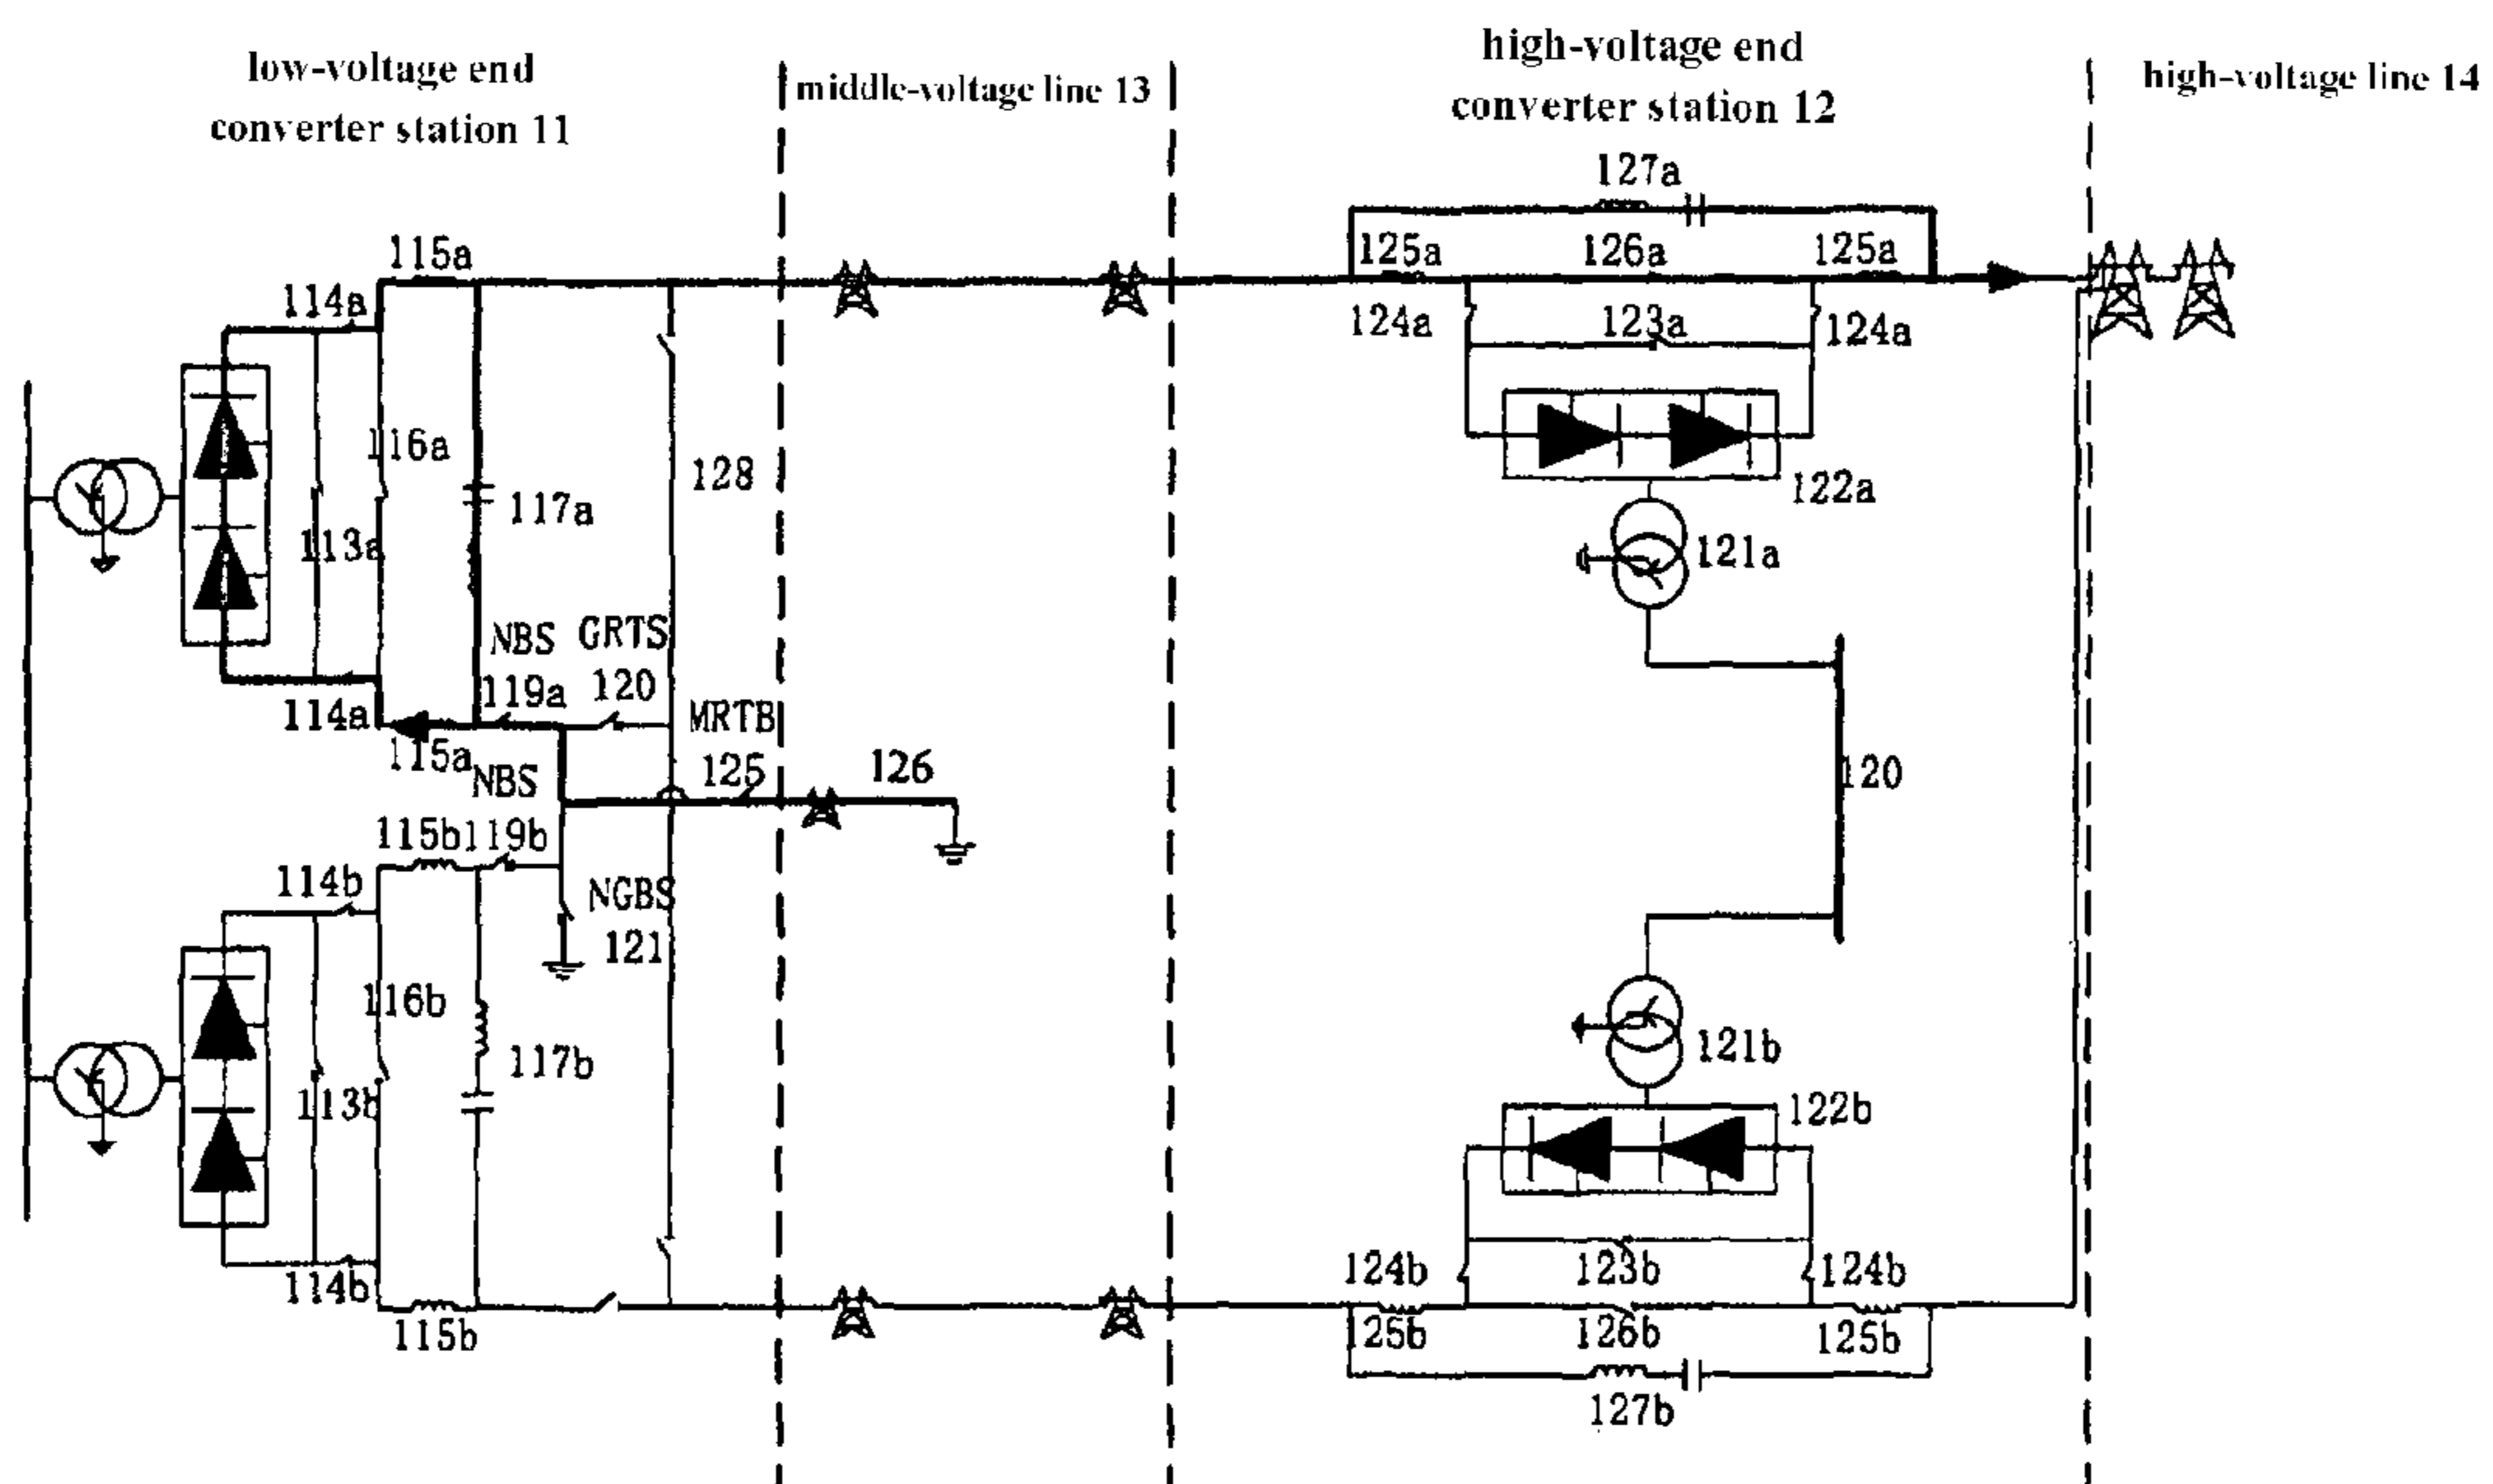 low-voltage end
converter station 11
middle-voltage line 13
high-voltage end
converter station 12
high-voltage line 14
127a
115a
125a
126a
125a
114a
124a
123a
124a
116a
128
117a
122a
113a
121a
NBS
GRTS
119a
120
114a
115a
MRTB
NBS
125
126
120
115b
119b
114b
NGBS
121
116b
117b
121b
113b
122b
114b
124b
123b
124b
115b
125b
126b
125b
127b